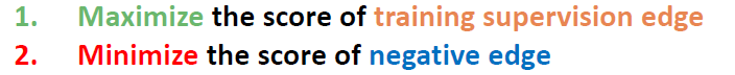 1. Maximize the score of training supervision edge
2. Minimize the score of negative edge